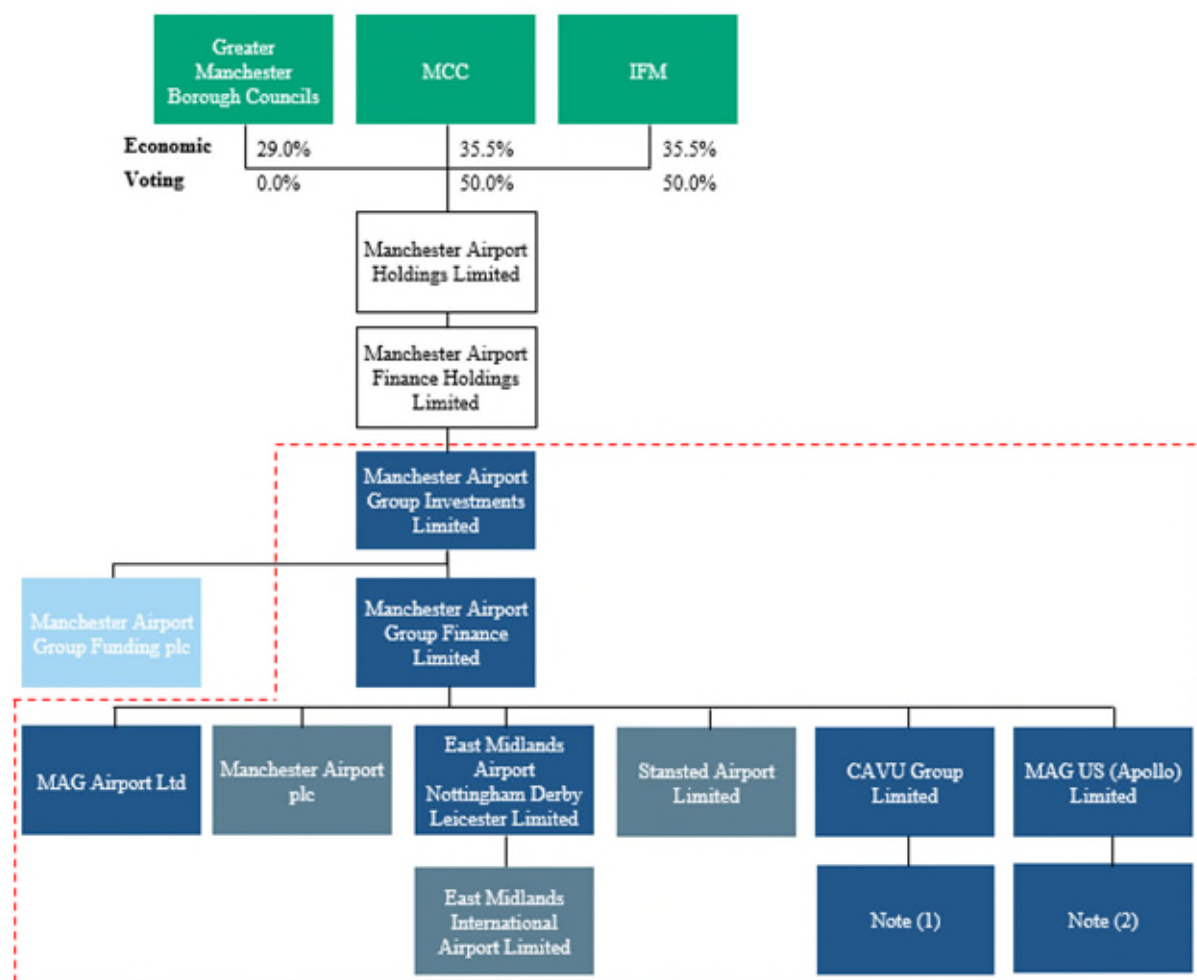 Greater
Manchester
Borough Councils
MCC
IFM
Economic 29.0% 35.5% 35.5%
Voting 0.0% 50.0% 50.0%
Manchester Airport
Holdings Limited
Manchester Airport
Finance Holdings
Limited
Manchester Airport
Group Investments
Limited
Manchester Airport
Group Funding plc
Manchester Airport
Group Finance
Limited
MAG Airport Ltd
Manchester Airport
plc
East Midlands
Airport
Nottingham Derby
Leicester Limited
Stansted Airport
Limited
CAVU Group
Limited
MAG US (Apollo)
Limited
East Midlands
International
Airport Limited
Note (1)
Note (2)